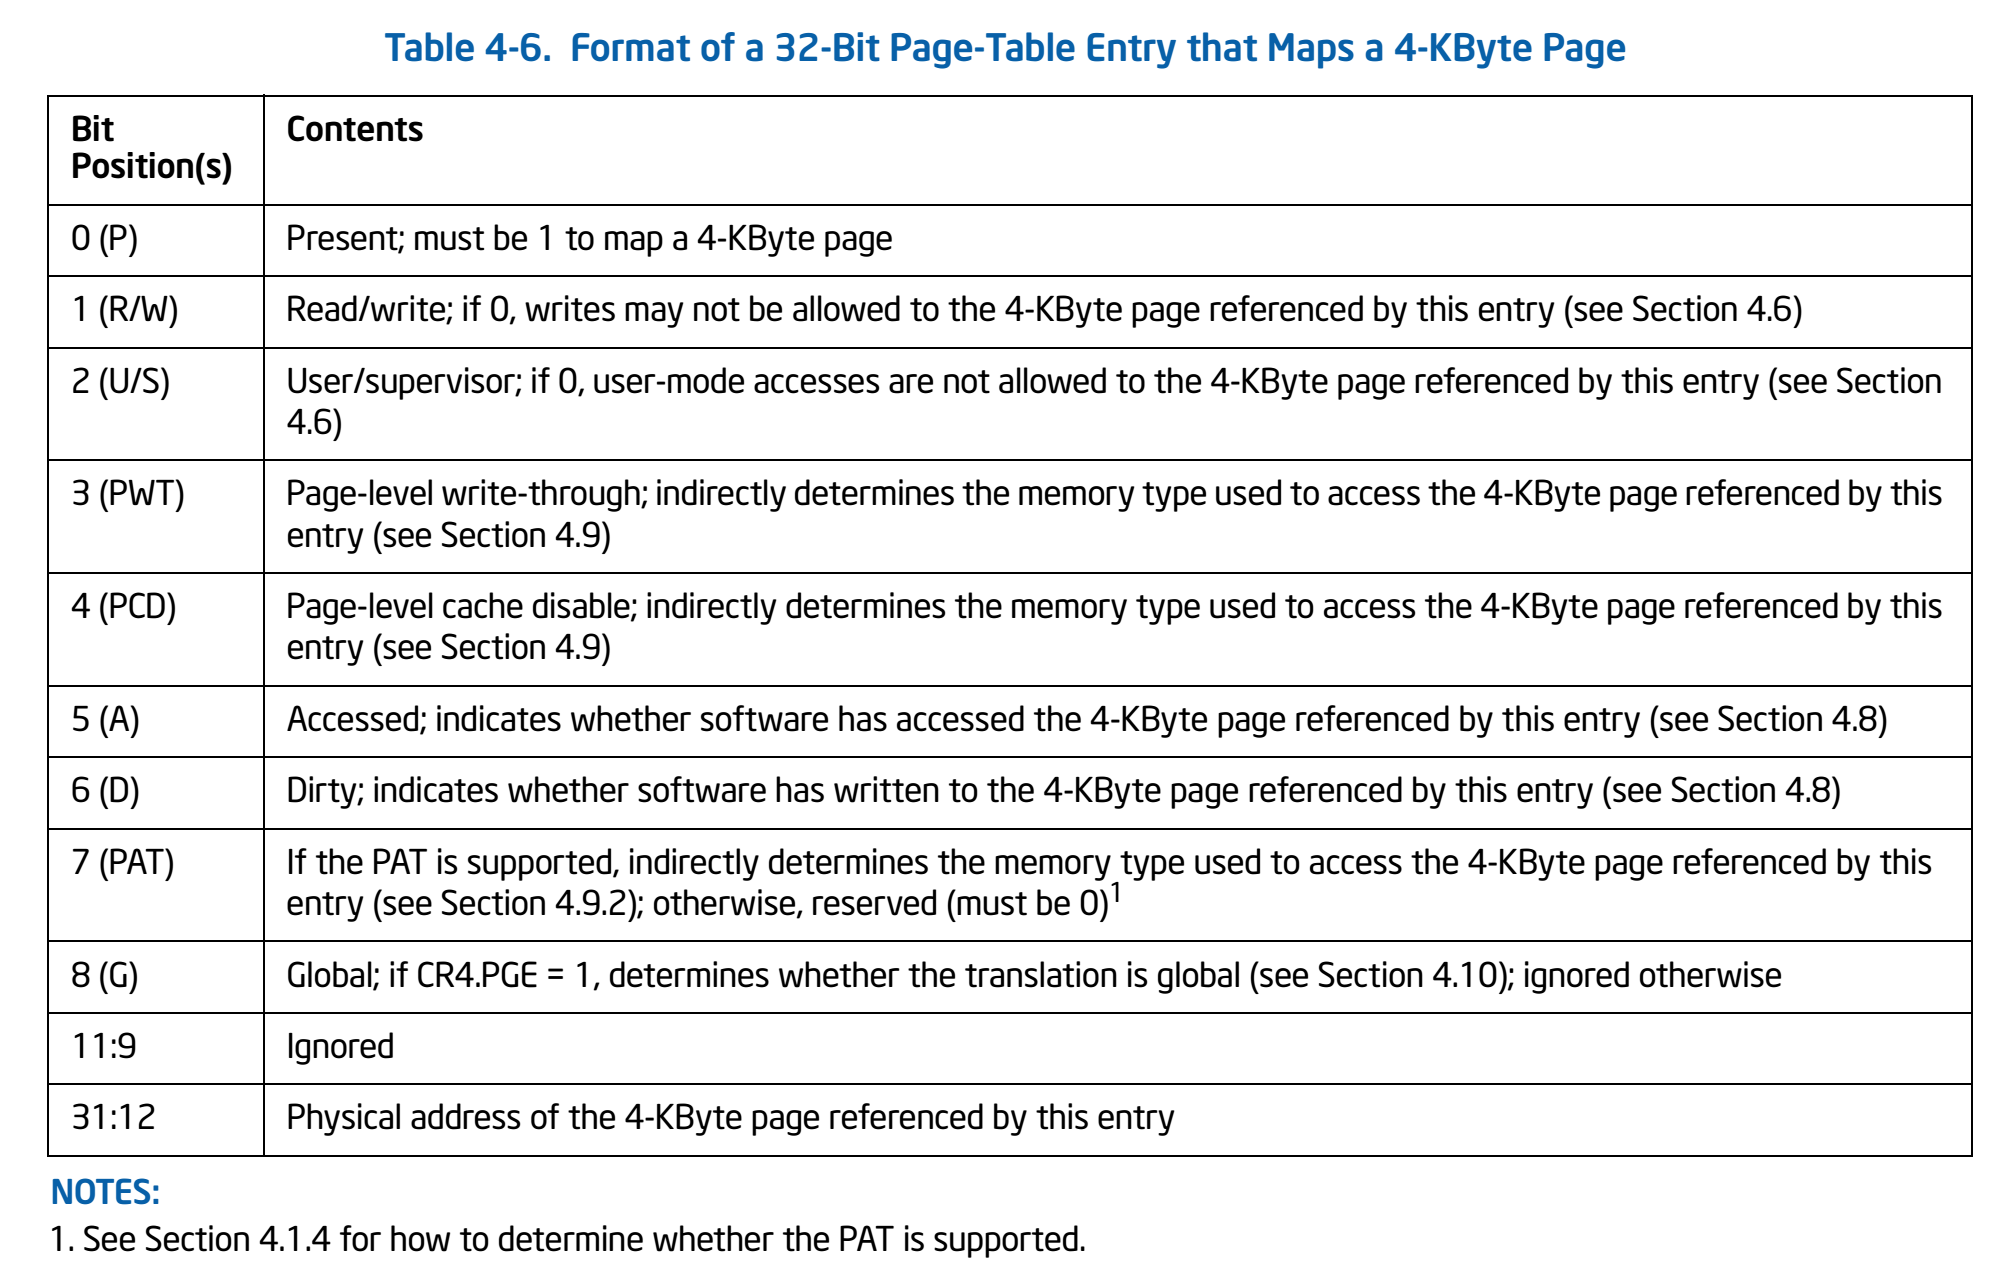 Table 4-6. Format of a 32-Bit Page-Table Entry that Maps a 4-KByte Page
Bit
Position(s)
Contents
0 (P)
Present; must be 1 to map a 4-KByte page
1 (R/W)
Read/write; if 0, writes may not be allowed to the 4-KByte page referenced by this entry (see Section 4.6)
2 (U/S)
User/supervisor; if 0, user-mode accesses are not allowed to the 4-KByte page referenced by this entry (see Section
4.6)
3 (PWT)
Page-level write-through; indirectly determines the memory type used to access the 4-KByte page referenced by this
entry (see Section 4.9)
4 (PCD)
Page-level cache disable; indirectly determines the memory type used to access the 4-KByte page referenced by this
entry (see Section 4.9)
5 (A)
Accessed; indicates whether software has accessed the 4-KByte page referenced by this entry (see Section 4.8)
6 (D)
Dirty; indicates whether software has written to the 4-KByte page referenced by this entry (see Section 4.8)
7 (PAT)
If the PAT is supported, indirectly determines the memory type used to access the 4-KByte page referenced by this
entry (see Section 4.9.2); otherwise, reserved (must be 0)1
8 (G)
Global; if CR4.PGE = 1, determines whether the translation is global (see Section 4.10); ignored otherwise
11:9
Ignored
31:12
Physical address of the 4-KByte page referenced by this entry
NOTES:
1. See Section 4.1.4 for how to determine whether the PAT is supported.